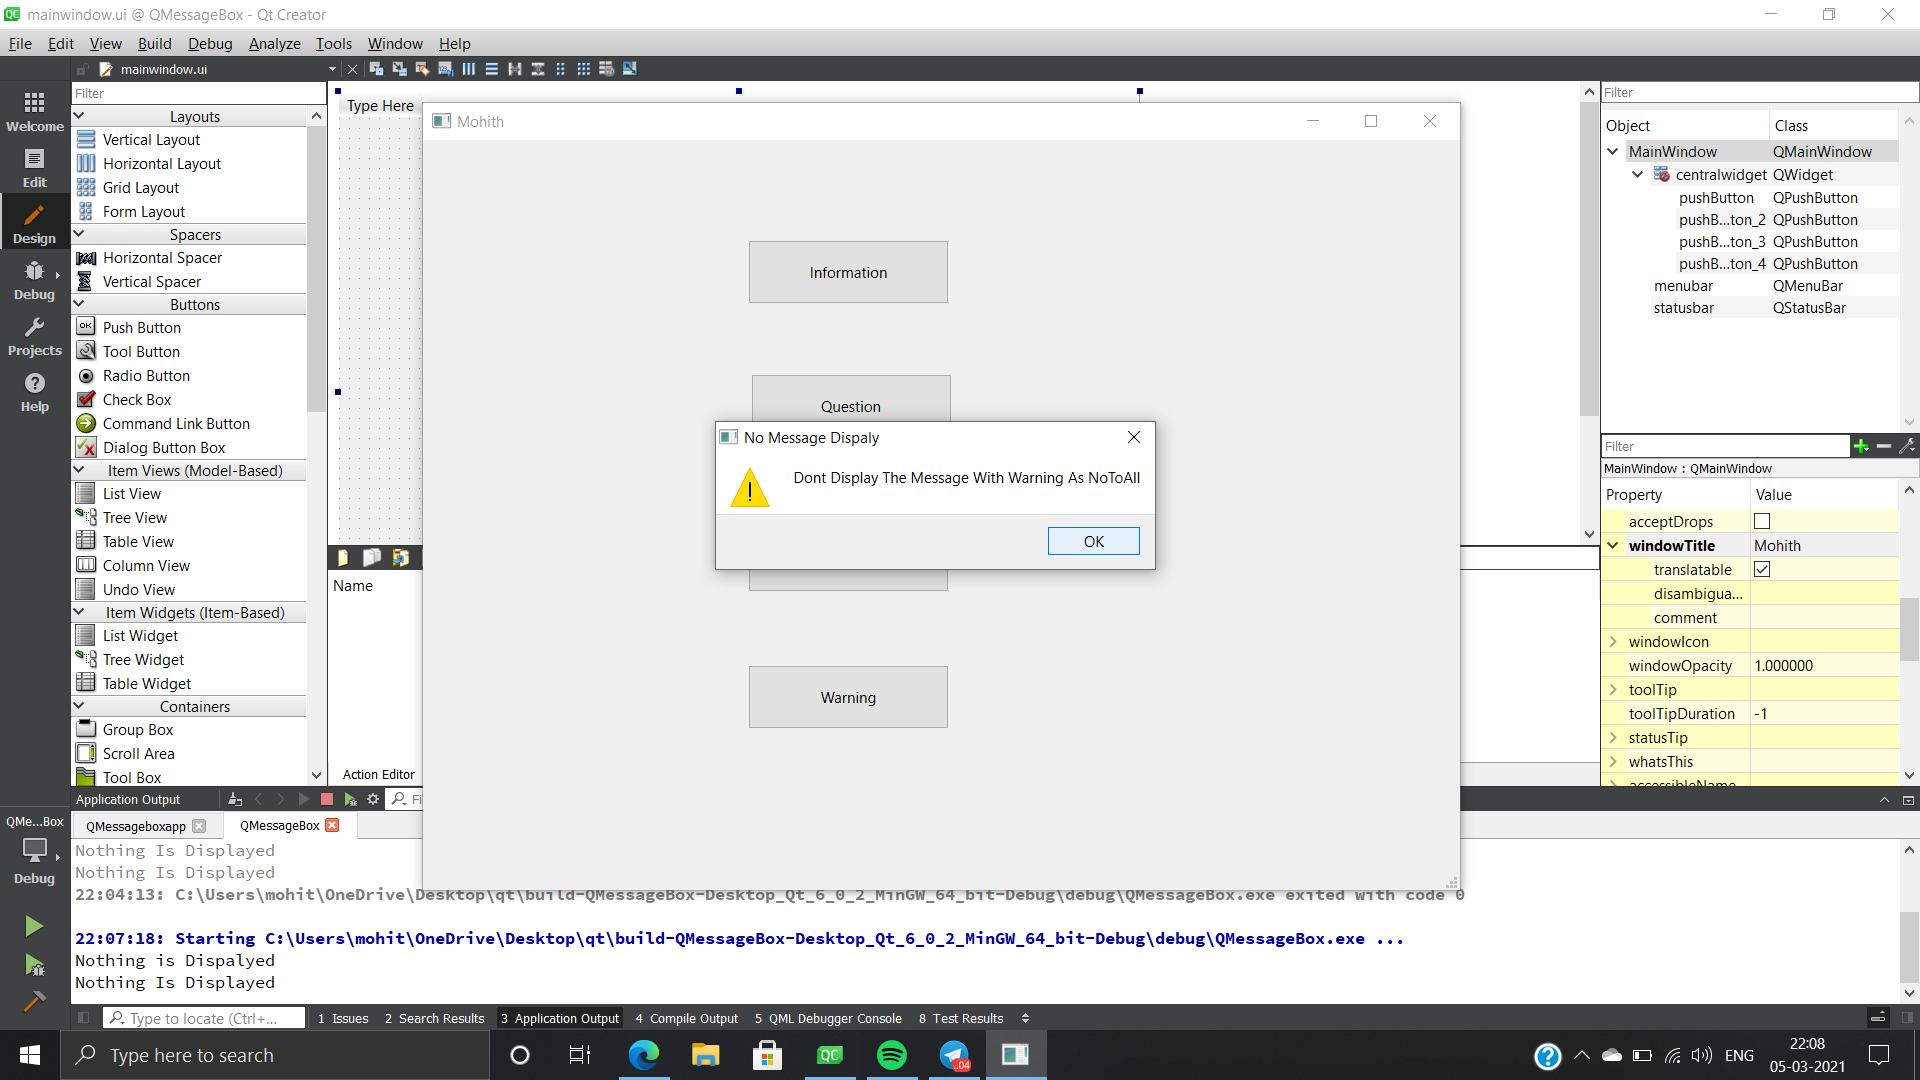 mainwindow.ui @ QMessageBox - Qt Creator
File Edit View Build Debug Analyze Tools Window Help
mainwindow.ui
Welcome
Edit
Design
Debug
Projects
Help
QMe...Box
Debug
Filter
Layouts
Vertical Layout
Horizontal Layout
Grid Layout
Form Layout
Spacers
Horizontal Spacer
Vertical Spacer
Buttons
OK Push Button
Tool Button
Radio Button
Check Box
Command Link Button
Dialog Button Box
Item Views (Model-Based)
List View
Tree View
Table View
Column View
Undo View
Item Widgets (Item-Based)
List Widget
Tree Widget
Table Widget
Containers
Group Box
Scroll Area
Tool Box
Type Here
Mohith
Information
Question
No Message Dispaly
Dont Display The Message With Warning As NoToAll
OK
Warning
Name
Action Editor
Filter
Object Class
MainWindow QMainWindow
centralwidget QWidget
pushButton QPushButton
pushB...ton_2 QPushButton
pushB...ton_3 QPushButton
pushB...ton_4 QPushButton
menubar QMenuBar
statusbar QStatusBar
Filter
MainWindow : QMainWindow
Property Value
acceptDrops
windowTitle Mohith
translatable
disambigua...
comment
windowIcon
windowOpacity 1.000000
toolTip
toolTipDuration -1
statusTip
whatsThis
accessibleName
Application Output Fi
QMessageboxapp QMessageBox
Nothing Is Displayed
Nothing Is Displayed
22:04:13: C:\Users\mohit\OneDrive\Desktop\qt\build-QMessageBox-Desktop_Qt_6_0_2_MinGW_64_bit-Debug\debug\QMessageBox.exe exited with code 0
22:07:18: Starting C:\Users\mohit\OneDrive\Desktop\qt\build-QMessageBox-Desktop_Qt_6_0_2_MinGW_64_bit-Debug\debug\QMessageBox.exe ...
Nothing is Dispalyed
Nothing Is Displayed
Type to locate (Ctrl+... 1 Issues 2 Search Results 3 Application Output 4 Compile Output 5 QML Debugger Console 8 Test Results
Type here to search
QC
..04
ENG
22:08
05-03-2021